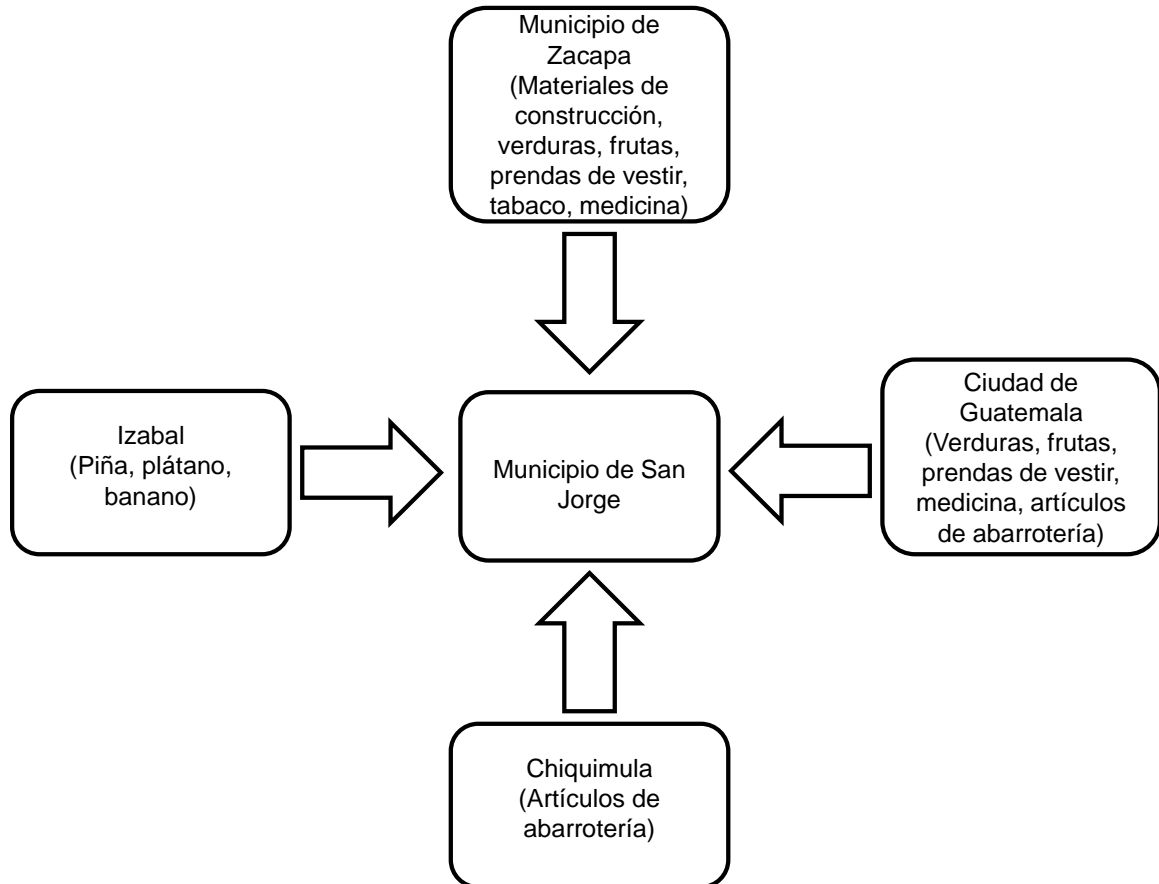 Municipio de
Zacapa
(Materiales de
construcción,
verduras, frutas,
prendas de vestir,
tabaco, medicina)
Izabal
(Piña, plátano,
banano)
Municipio de San
Jorge
Ciudad de
Guatemala
(Verduras, frutas,
prendas de vestir,
medicina, artículos
de abarrotería)
Chiquimula
(Artículos de
abarrotería)